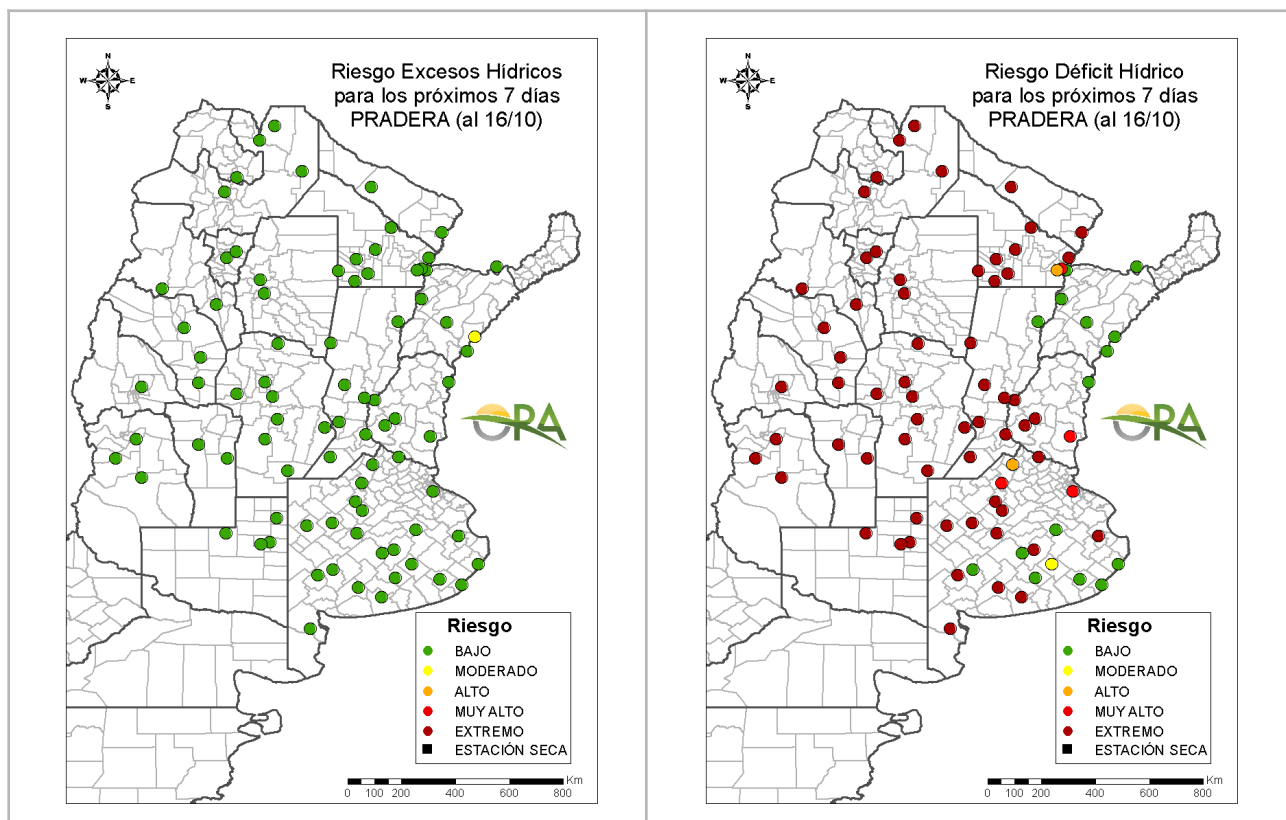 N
W E
S
Riesgo Excesos Hídricos
para los próximos 7 días
PRADERA (al 16/10)
ORA
Riesgo
BAJO
MODERADO
ALTO
MUY ALTO
EXTREMO
ESTACIÓN SECA
Km
0 100 200 400 600 800
N
W E
S
Riesgo Déficit Hídrico
para los próximos 7 días
PRADERA (al 16/10)
ORA
Riesgo
BAJO
MODERADO
ALTO
MUY ALTO
EXTREMO
ESTACIÓN SECA
Km
0 100 200 400 600 800